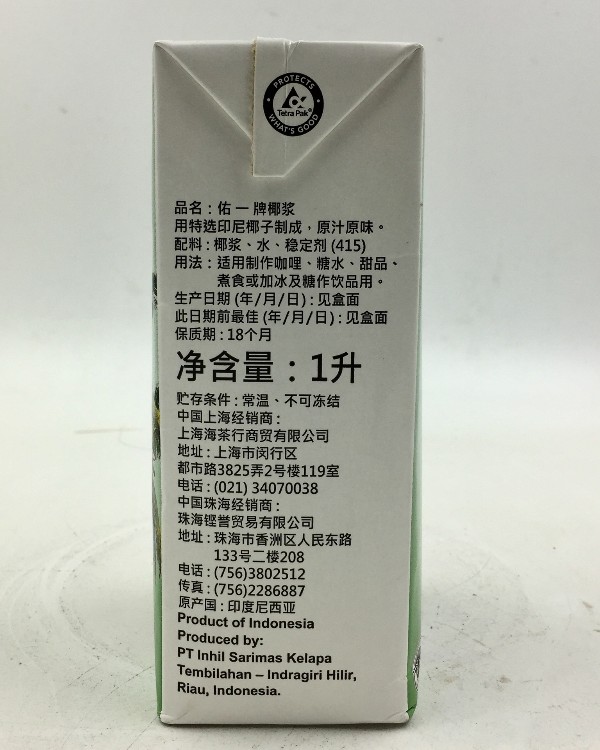 PROTECTS
Tetra Pak®
WHAT'S GOOD
品名：佑一牌椰浆
用特选印尼椰子制成，原汁原味。
配料：椰浆、水、稳定剂 (415)
用法：适用制作咖哩、糖水、甜品、
煮食或加冰及糖作饮品用。
生产日期 (年/月/日)：见盒面
此日期前最佳 (年/月/日)：见盒面
保质期：18个月
净含量：1升
贮存条件：常温、不可冻结
中国上海经销商：
上海海茶行商贸有限公司
地址：上海市闵行区
都市路3825弄2号楼119室
电话：(021) 34070038
中国珠海经销商：
珠海铿誉贸易有限公司
地址：珠海市香洲区人民东路
133号二楼208
电话：(756)3802512
传真：(756)2286887
原产国：印度尼西亚
Product of Indonesia
Produced by:
PT Inhil Sarimas Kelapa
Tembilahan – Indragiri Hilir,
Riau, Indonesia.